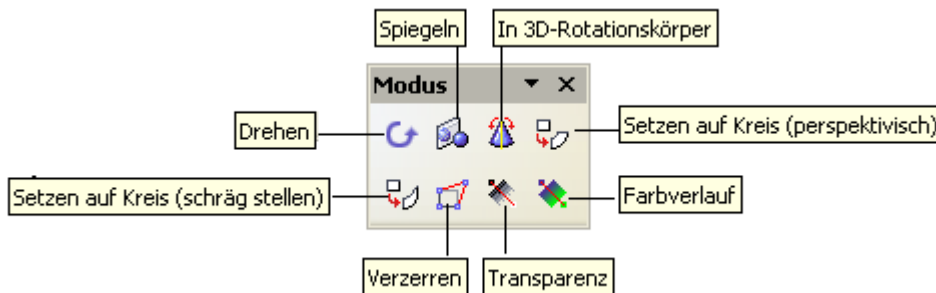 Spiegeln
In 3D-Rotationskörper
Modus
Drehen
Setzen auf Kreis (perspektivisch)
Setzen auf Kreis (schräg stellen)
Farbverlauf
Verzerren
Transparenz